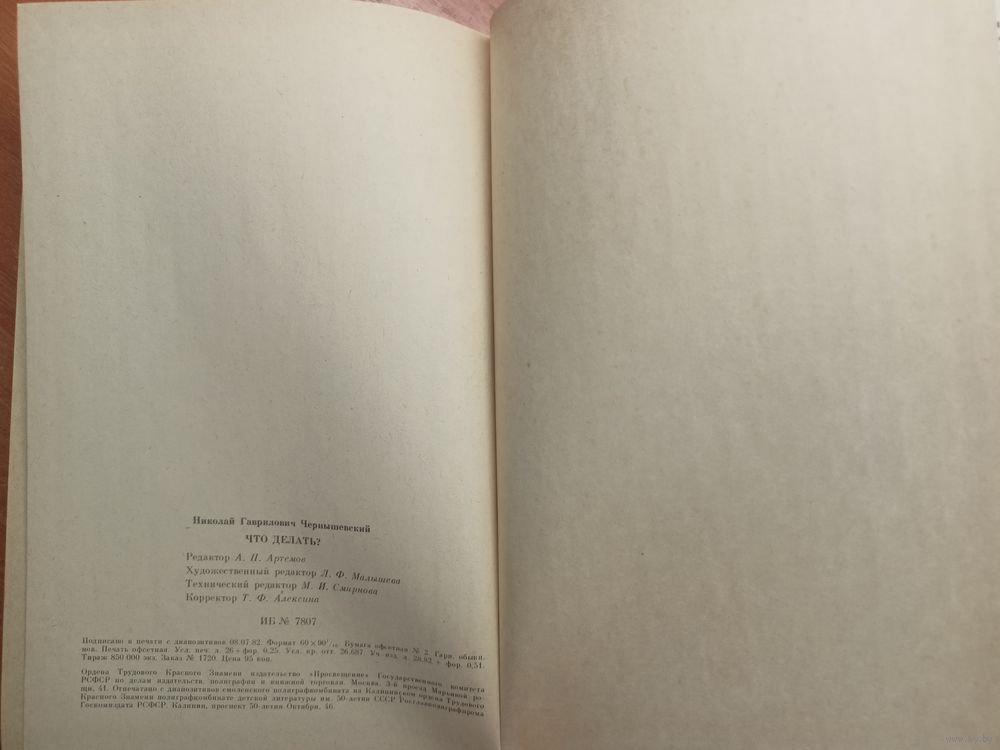 Николай Гаврилович Чернышевский
ЧТО ДЕЛАТЬ?
Редактор А. П. Артемов
Художественный редактор Л. Ф. Малышева
Технический редактор М. И. Смирнова
Корректор Т. Ф. Алексина
ИБ № 7807
Подписано к печати с диапозитивов 08.07.82. Формат 60×90¹/₁₆. Бумага офсетная № 2. Гарн. обыкн.
нов. Печать офсетная. Усл. печ. л. 26 + фор. 0,25. Усл. кр. отт. 26,687. Уч. изд. л. 28,92 + фор. 0,51.
Тираж 850 000 экз. Заказ № 1720. Цена 95 коп.
Ордена Трудового Красного Знамени издательство «Просвещение» Государственного комитета
РСФСР по делам издательств, полиграфии и книжной торговли. Москва, 3-й проезд Марьиной ро-
щи, 41. Отпечатано с диапозитивов смоленского полиграфкомбината на Калининском ордена Трудового
Красного Знамени полиграфкомбинате детской литературы им. 50-летия СССР Росглавполиграфпрома
Госкомиздата РСФСР. Калинин, проспект 50-летия Октября, 46.